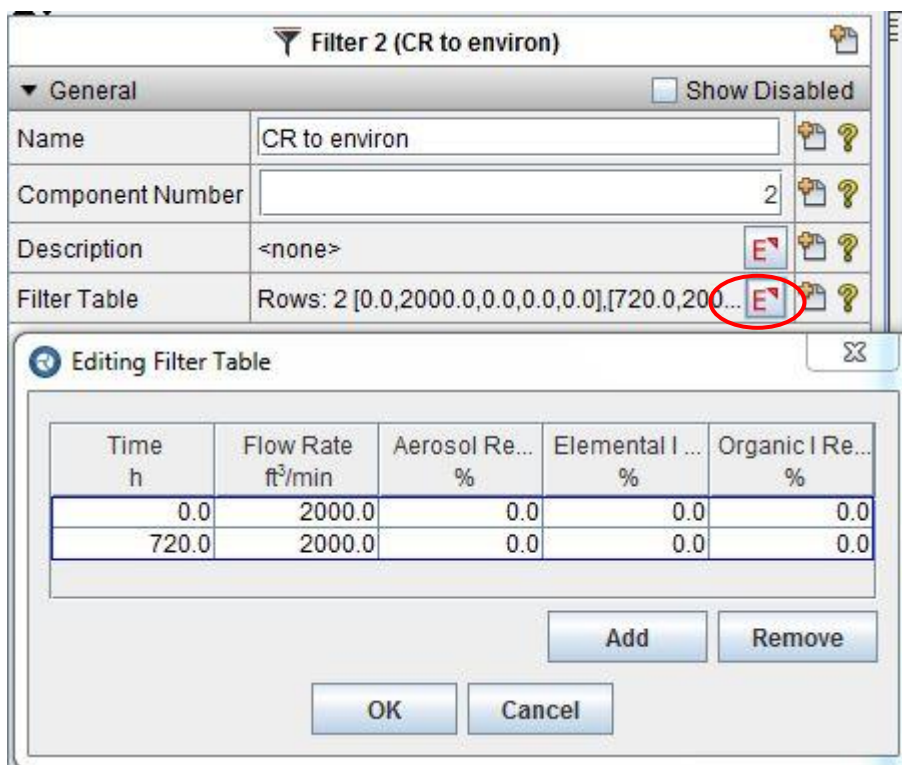 Filter 2 (CR to environ)
General Show Disabled
Name CR to environ
Component Number 2
Description <none> E
Filter Table Rows: 2 [0.0,2000.0,0.0,0.0,0.0],[720.0,200... E
Editing Filter Table
Time Flow Rate Aerosol Re... Elemental I ... Organic I Re...
h ft³/min % % %
0.0 2000.0 0.0 0.0 0.0
720.0 2000.0 0.0 0.0 0.0
Add Remove
OK Cancel